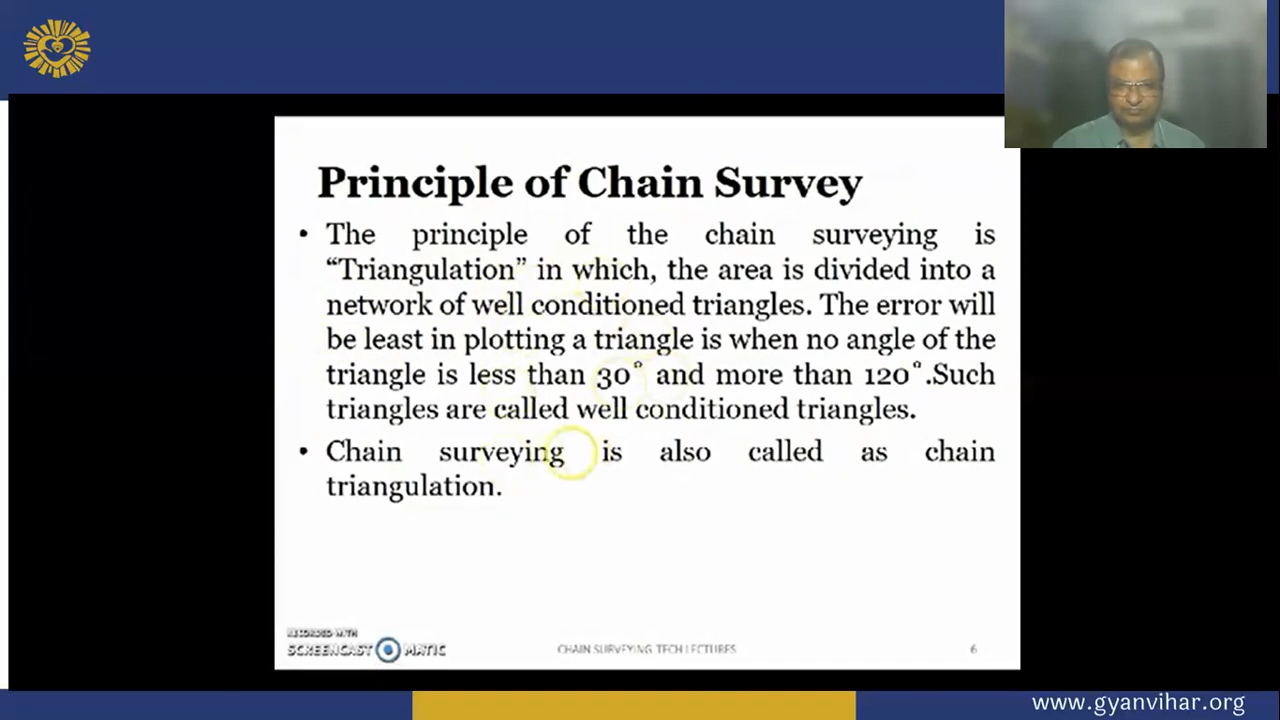 Principle of Chain Survey
• The principle of the chain surveying is
“Triangulation” in which, the area is divided into a
network of well conditioned triangles. The error will
be least in plotting a triangle is when no angle of the
triangle is less than 30° and more than 120°.Such
triangles are called well conditioned triangles.
• Chain surveying is also called as chain
triangulation.
RECORDED WITH
SCREENCAST MATIC
CHAIN SURVEYING TECH LECTURES
6
www.gyanvihar.org